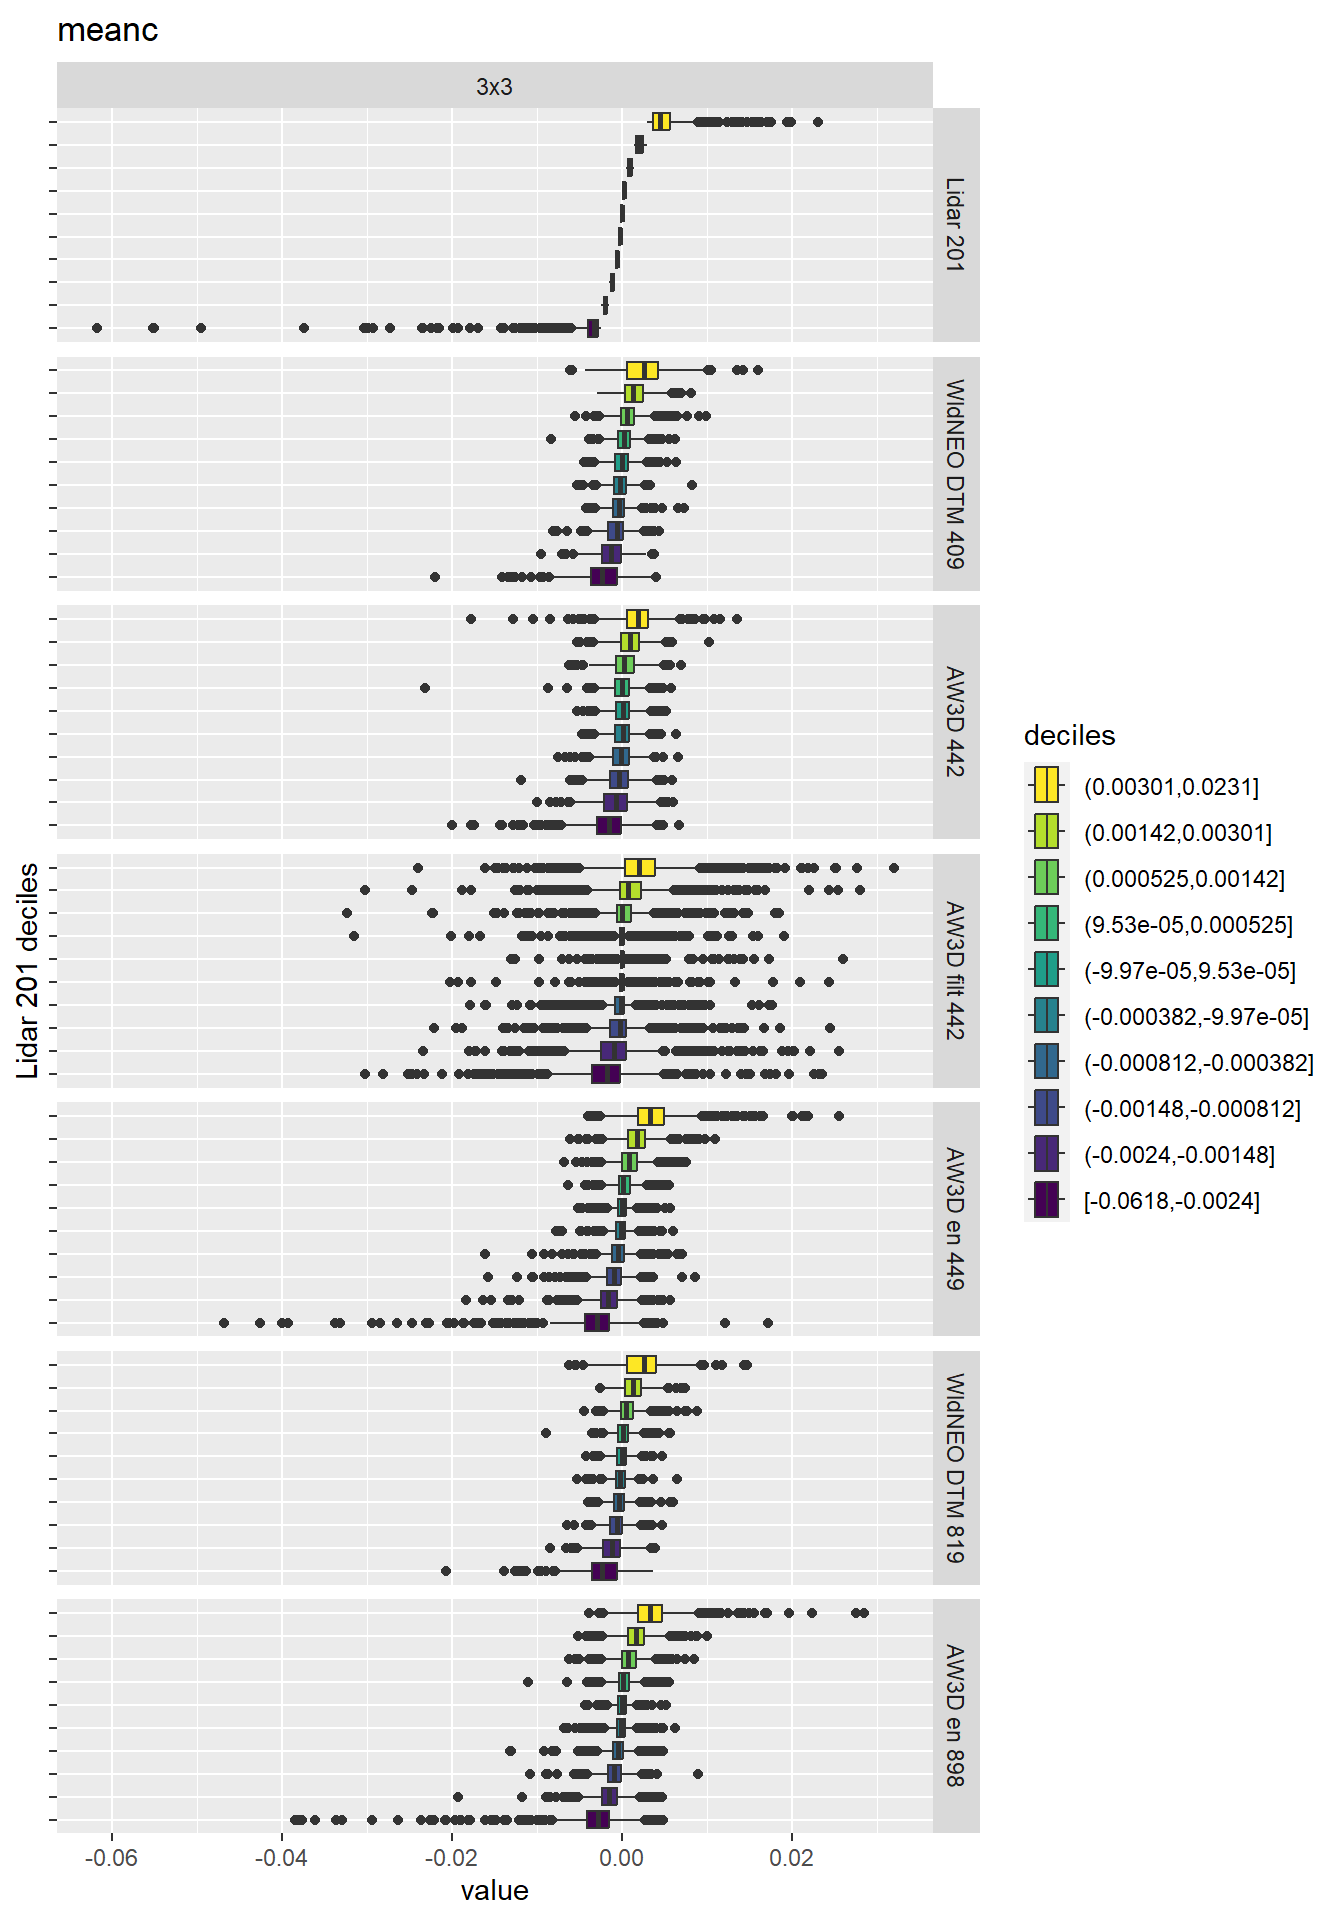 meanc
3x3
Lidar 201
WldNEO DTM 409
AW3D 442
AW3D filt 442
AW3D en 449
WldNEO DTM 819
AW3D en 898
Lidar 201 deciles
-0.06 -0.04 -0.02 0.00 0.02
value
deciles
(0.00301,0.0231]
(0.00142,0.00301]
(0.000525,0.00142]
(9.53e-05,0.000525]
(-9.97e-05,9.53e-05]
(-0.000382,-9.97e-05]
(-0.000812,-0.000382]
(-0.00148,-0.000812]
(-0.0024,-0.00148]
[-0.0618,-0.0024]